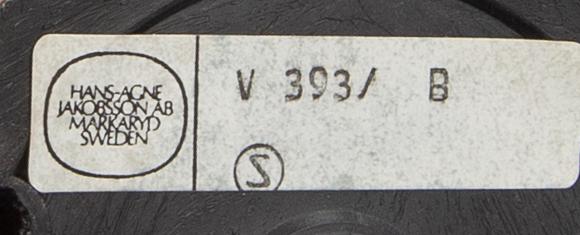 HANS-AGNE
JAKOBSSON AB
MARKARYD
SWEDEN
V 393/ B
S